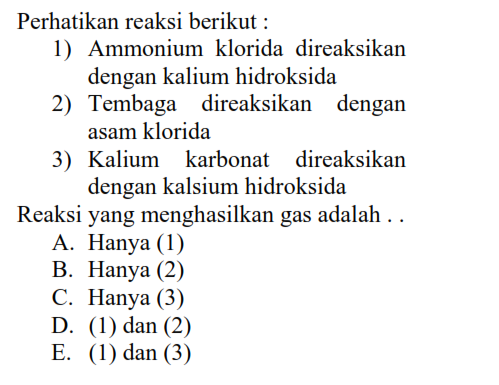 Perhatikan reaksi berikut :
1) Ammonium klorida direaksikan
dengan kalium hidroksida
2) Tembaga direaksikan dengan
asam klorida
3) Kalium karbonat direaksikan
dengan kalsium hidroksida
Reaksi yang menghasilkan gas adalah . .
A. Hanya (1)
B. Hanya (2)
C. Hanya (3)
D. (1) dan (2)
E. (1) dan (3)